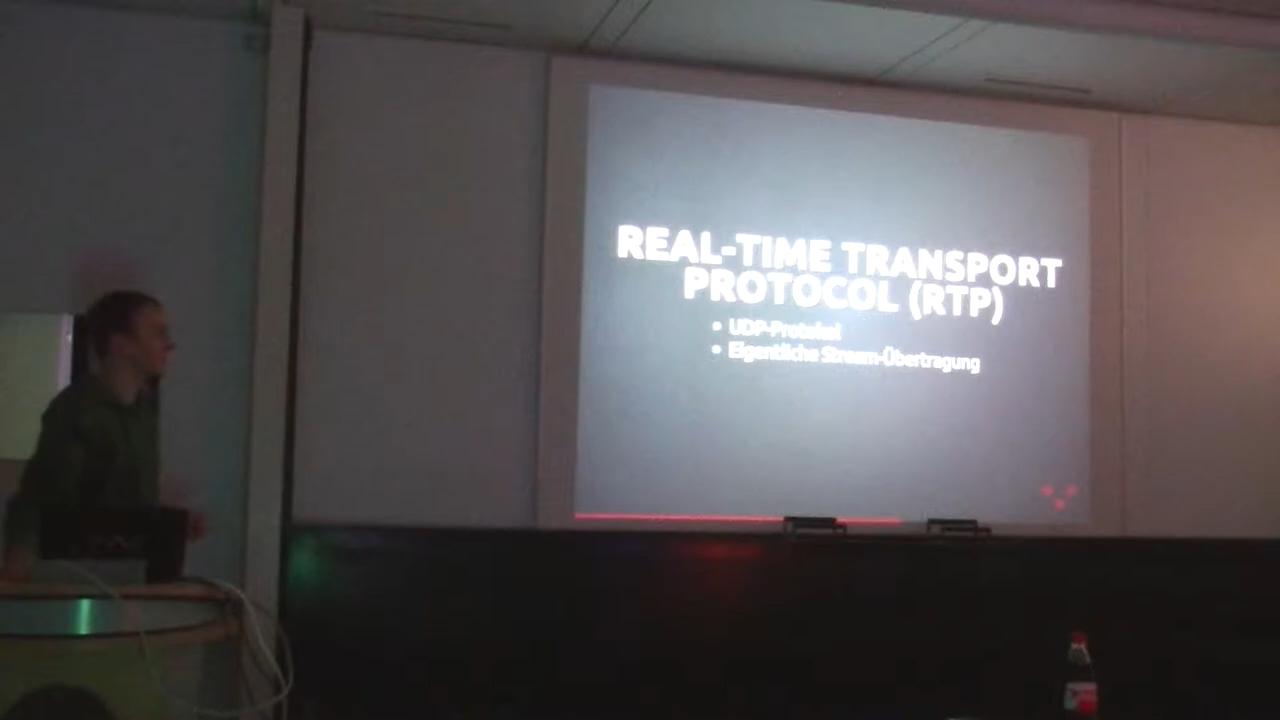 REAL-TIME TRANSPORT
PROTOCOL (RTP)
• UDP-Protokol
• Eigentliche Stream-Übertragung